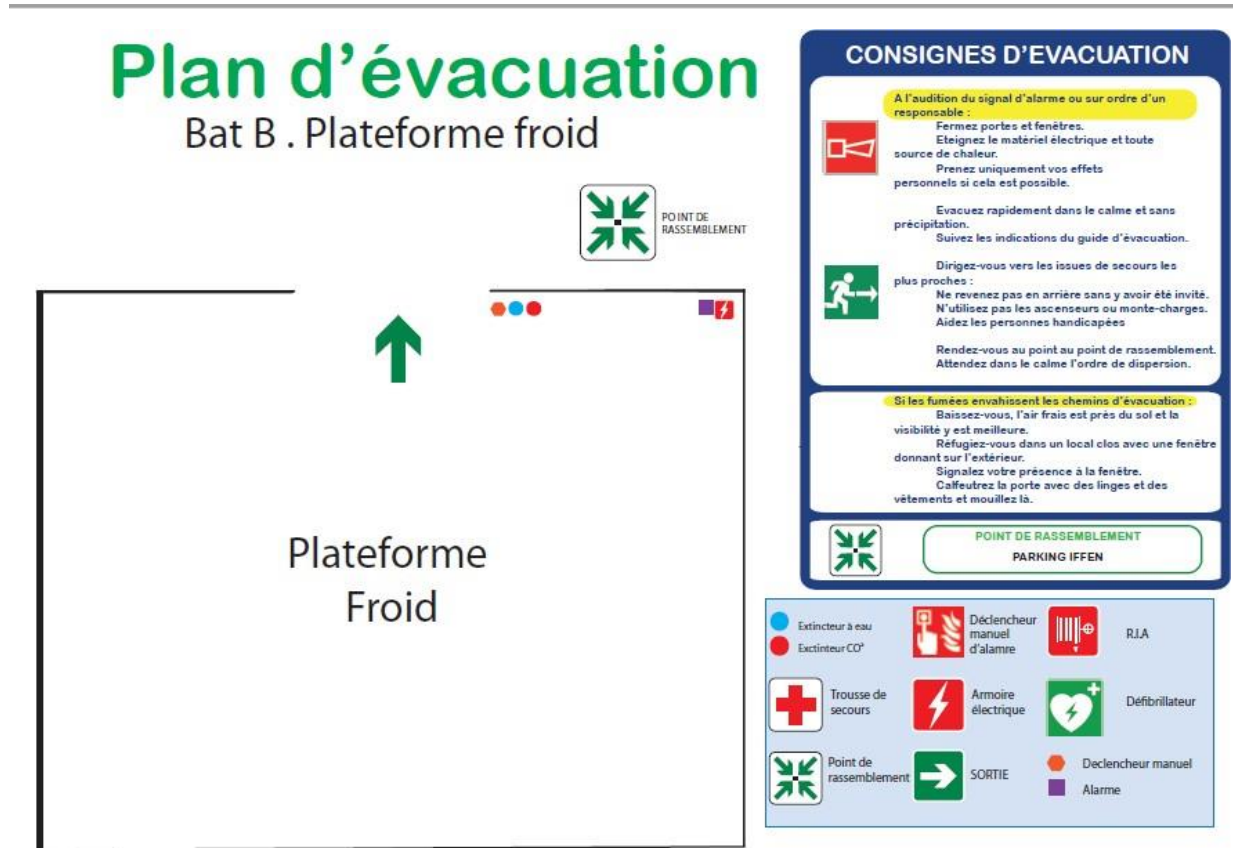 Plan d'évacuation
Bat B . Plateforme froid
POINT DE
RASSEMBLEMENT
Plateforme
Froid
CONSIGNES D'EVACUATION
A l'audition du signal d'alarme ou sur ordre d'un
responsable :
Fermez portes et fenêtres.
Eteignez le matériel électrique et toute
source de chaleur.
Prenez uniquement vos effets
personnels si cela est possible.
Evacuez rapidement dans le calme et sans
précipitation.
Suivez les indications du guide d'évacuation.
Dirigez-vous vers les issues de secours les
plus proches :
Ne revenez pas en arrière sans y avoir été invité.
N'utilisez pas les ascenseurs ou monte-charges.
Aidez les personnes handicapées
Rendez-vous au point au point de rassemblement.
Attendez dans le calme l'ordre de dispersion.
Si les fumées envahissent les chemins d'évacuation :
Baissez-vous, l'air frais est près du sol et la
visibilité y est meilleure.
Réfugiez-vous dans un local clos avec une fenêtre
donnant sur l'extérieur.
Signalez votre présence à la fenêtre.
Calfeutrez la porte avec des linges et des
vêtements et mouillez là.
POINT DE RASSEMBLEMENT
PARKING IFFEN
Extincteur à eau
Exctinteur CO²
Déclencheur
manuel
d'alamre
R.I.A
Trousse de
secours
Armoire
électrique
Défibrillateur
Point de
rassemblement
SORTIE
Declencheur manuel
Alarme